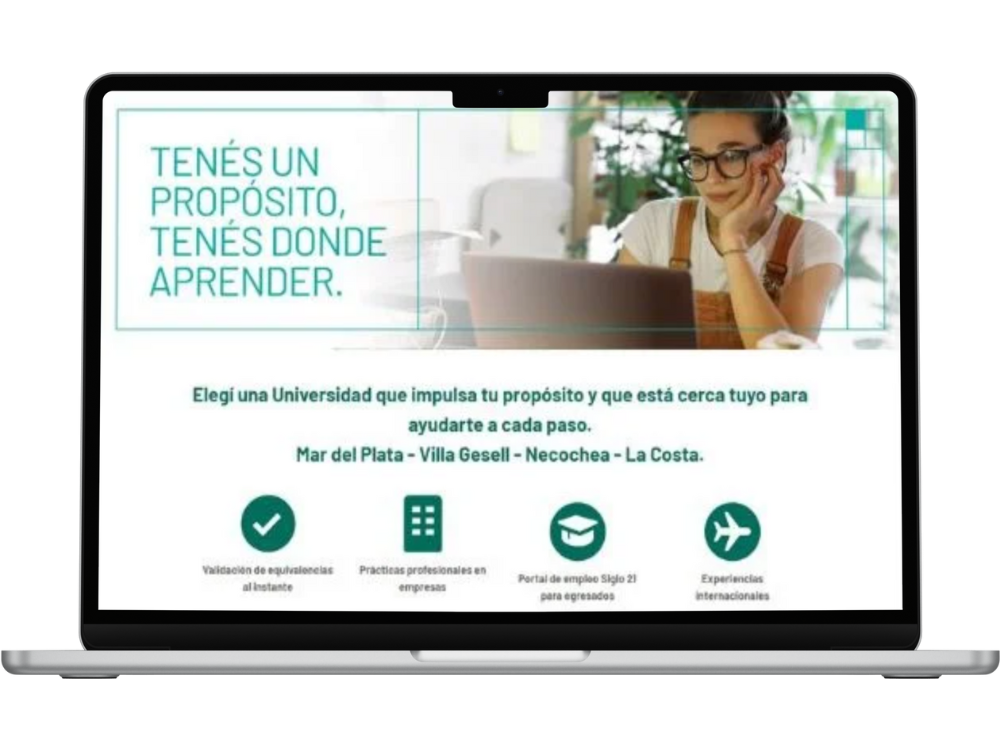 TENÉS UN
PROPÓSITO,
TENÉS DONDE
APRENDER.
Elegí una Universidad que impulsa tu propósito y que está cerca tuyo para
ayudarte a cada paso.
Mar del Plata - Villa Gesell - Necochea - La Costa.
Validación de equivalencias
al instante
Prácticas profesionales en
empresas
Portal de empleo Siglo 21
para egresados
Experiencias
internacionales